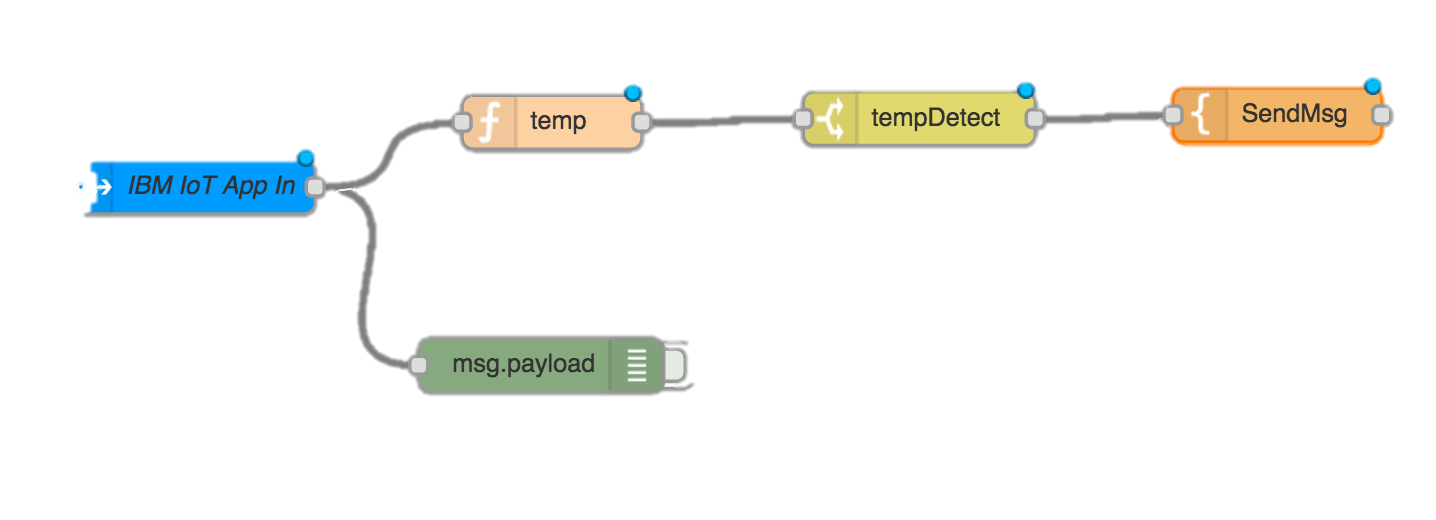 IBM IoT App In
temp
tempDetect
SendMsg
msg.payload